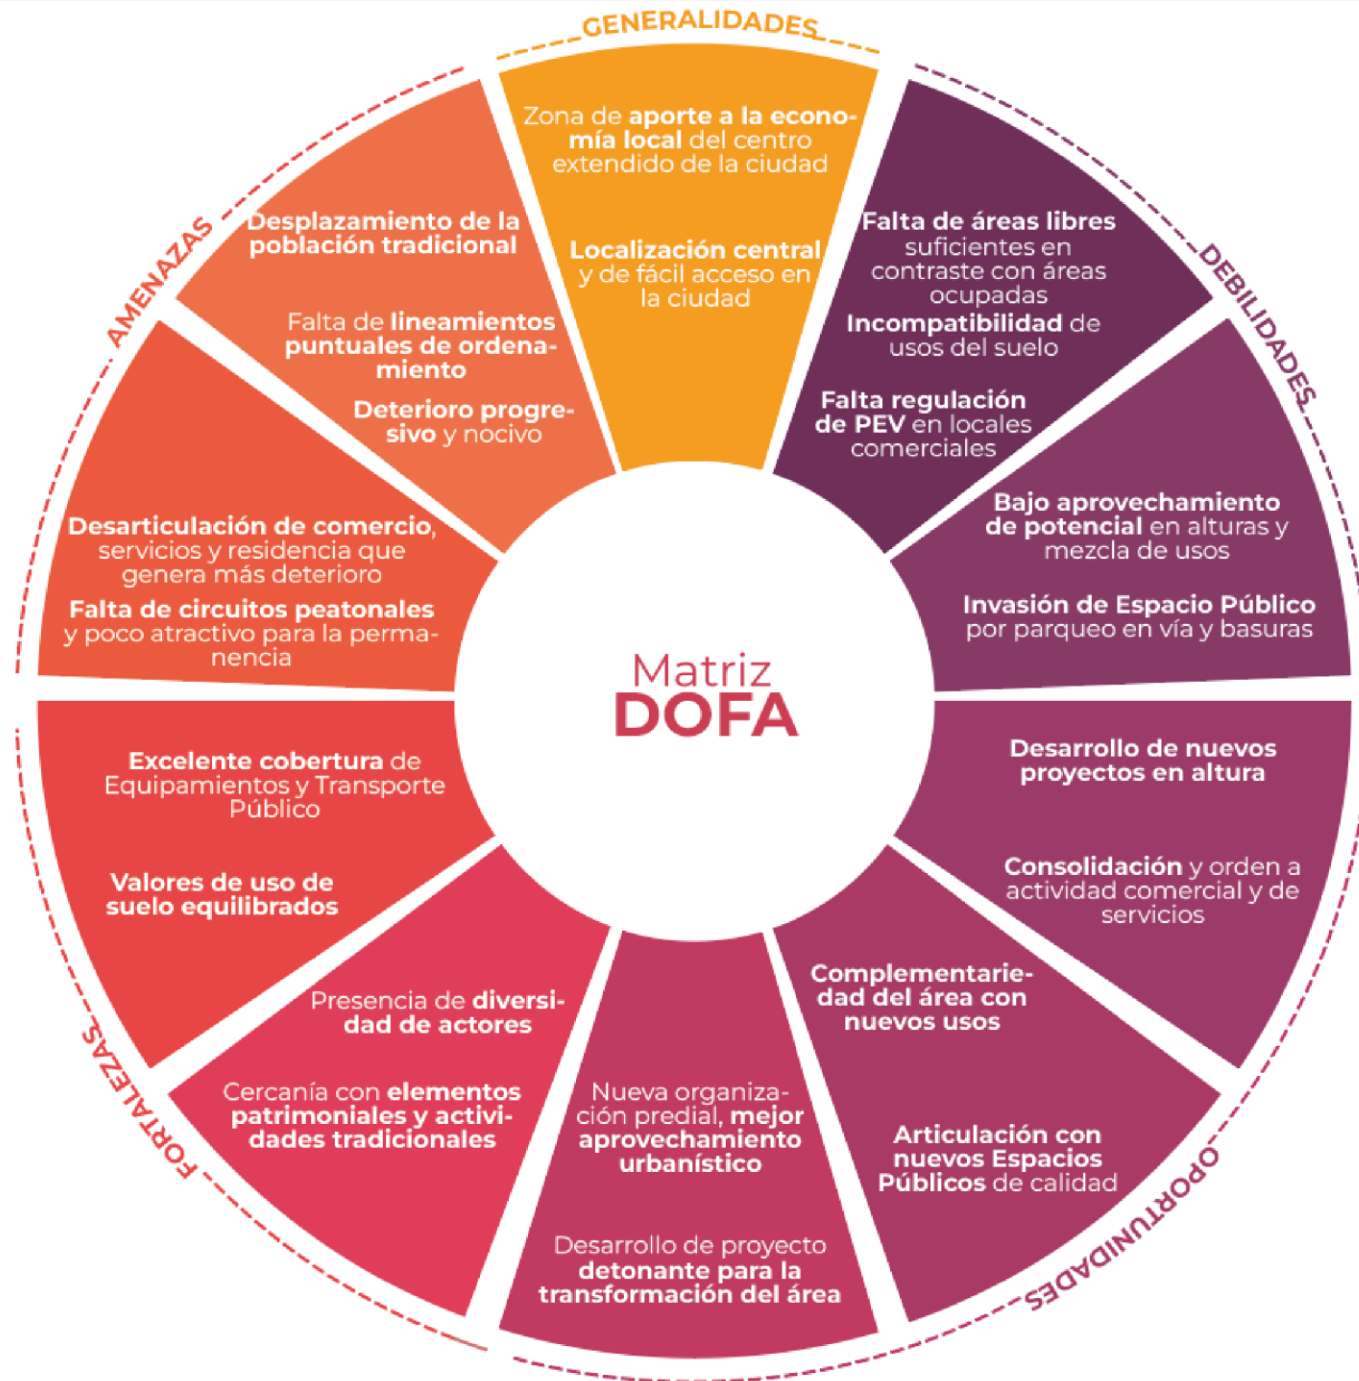 GENERALIDADES
Zona de aporte a la econo-
mía local del centro
extendido de la ciudad
Localización central
y de fácil acceso en
la ciudad
DEBILIDADES
Falta de áreas libres
suficientes en
contraste con áreas
ocupadas
Incompatibilidad de
usos del suelo
Falta regulación
de PEV en locales
comerciales
Bajo aprovechamiento
de potencial en alturas y
mezcla de usos
Invasión de Espacio Público
por parqueo en vía y basuras
OPORTUNIDADES
Desarrollo de nuevos
proyectos en altura
Consolidación y orden a
actividad comercial y de
servicios
Complementarie-
dad del área con
nuevos usos
Articulación con
nuevos Espacios
Públicos de calidad
Nueva organiza-
ción predial, mejor
aprovechamiento
urbanístico
Desarrollo de proyecto
detonante para la
transformación del área
FORTALEZAS
Presencia de diversi-
dad de actores
Cercanía con elementos
patrimoniales y activi-
dades tradicionales
Excelente cobertura de
Equipamientos y Transporte
Público
Valores de uso de
suelo equilibrados
AMENAZAS
Desarticulación de comercio,
servicios y residencia que
genera más deterioro
Falta de circuitos peatonales
y poco atractivo para la perma-
nencia
Desplazamiento de la
población tradicional
Falta de lineamientos
puntuales de ordena-
miento
Deterioro progre-
sivo y nocivo
Matriz
DOFA